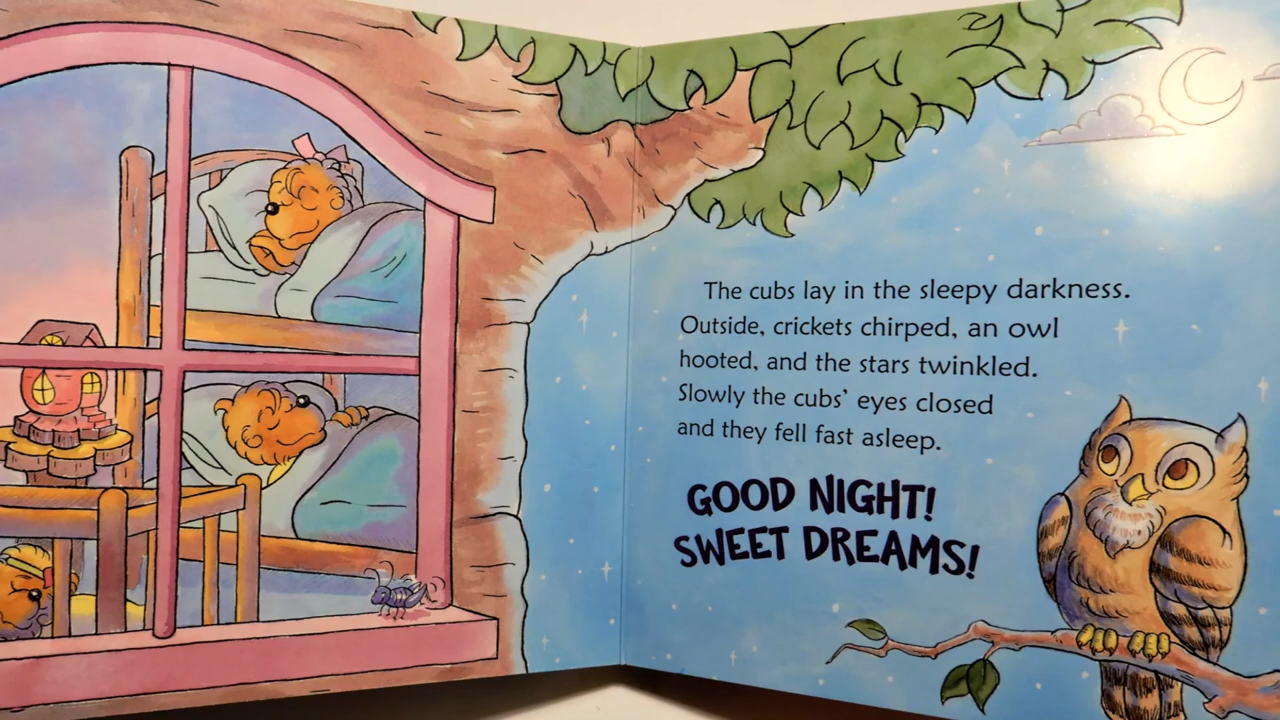 The cubs lay in the sleepy darkness.
Outside, crickets chirped, an owl
hooted, and the stars twinkled.
Slowly the cubs' eyes closed
and they fell fast asleep.
GOOD NIGHT!
SWEET DREAMS!